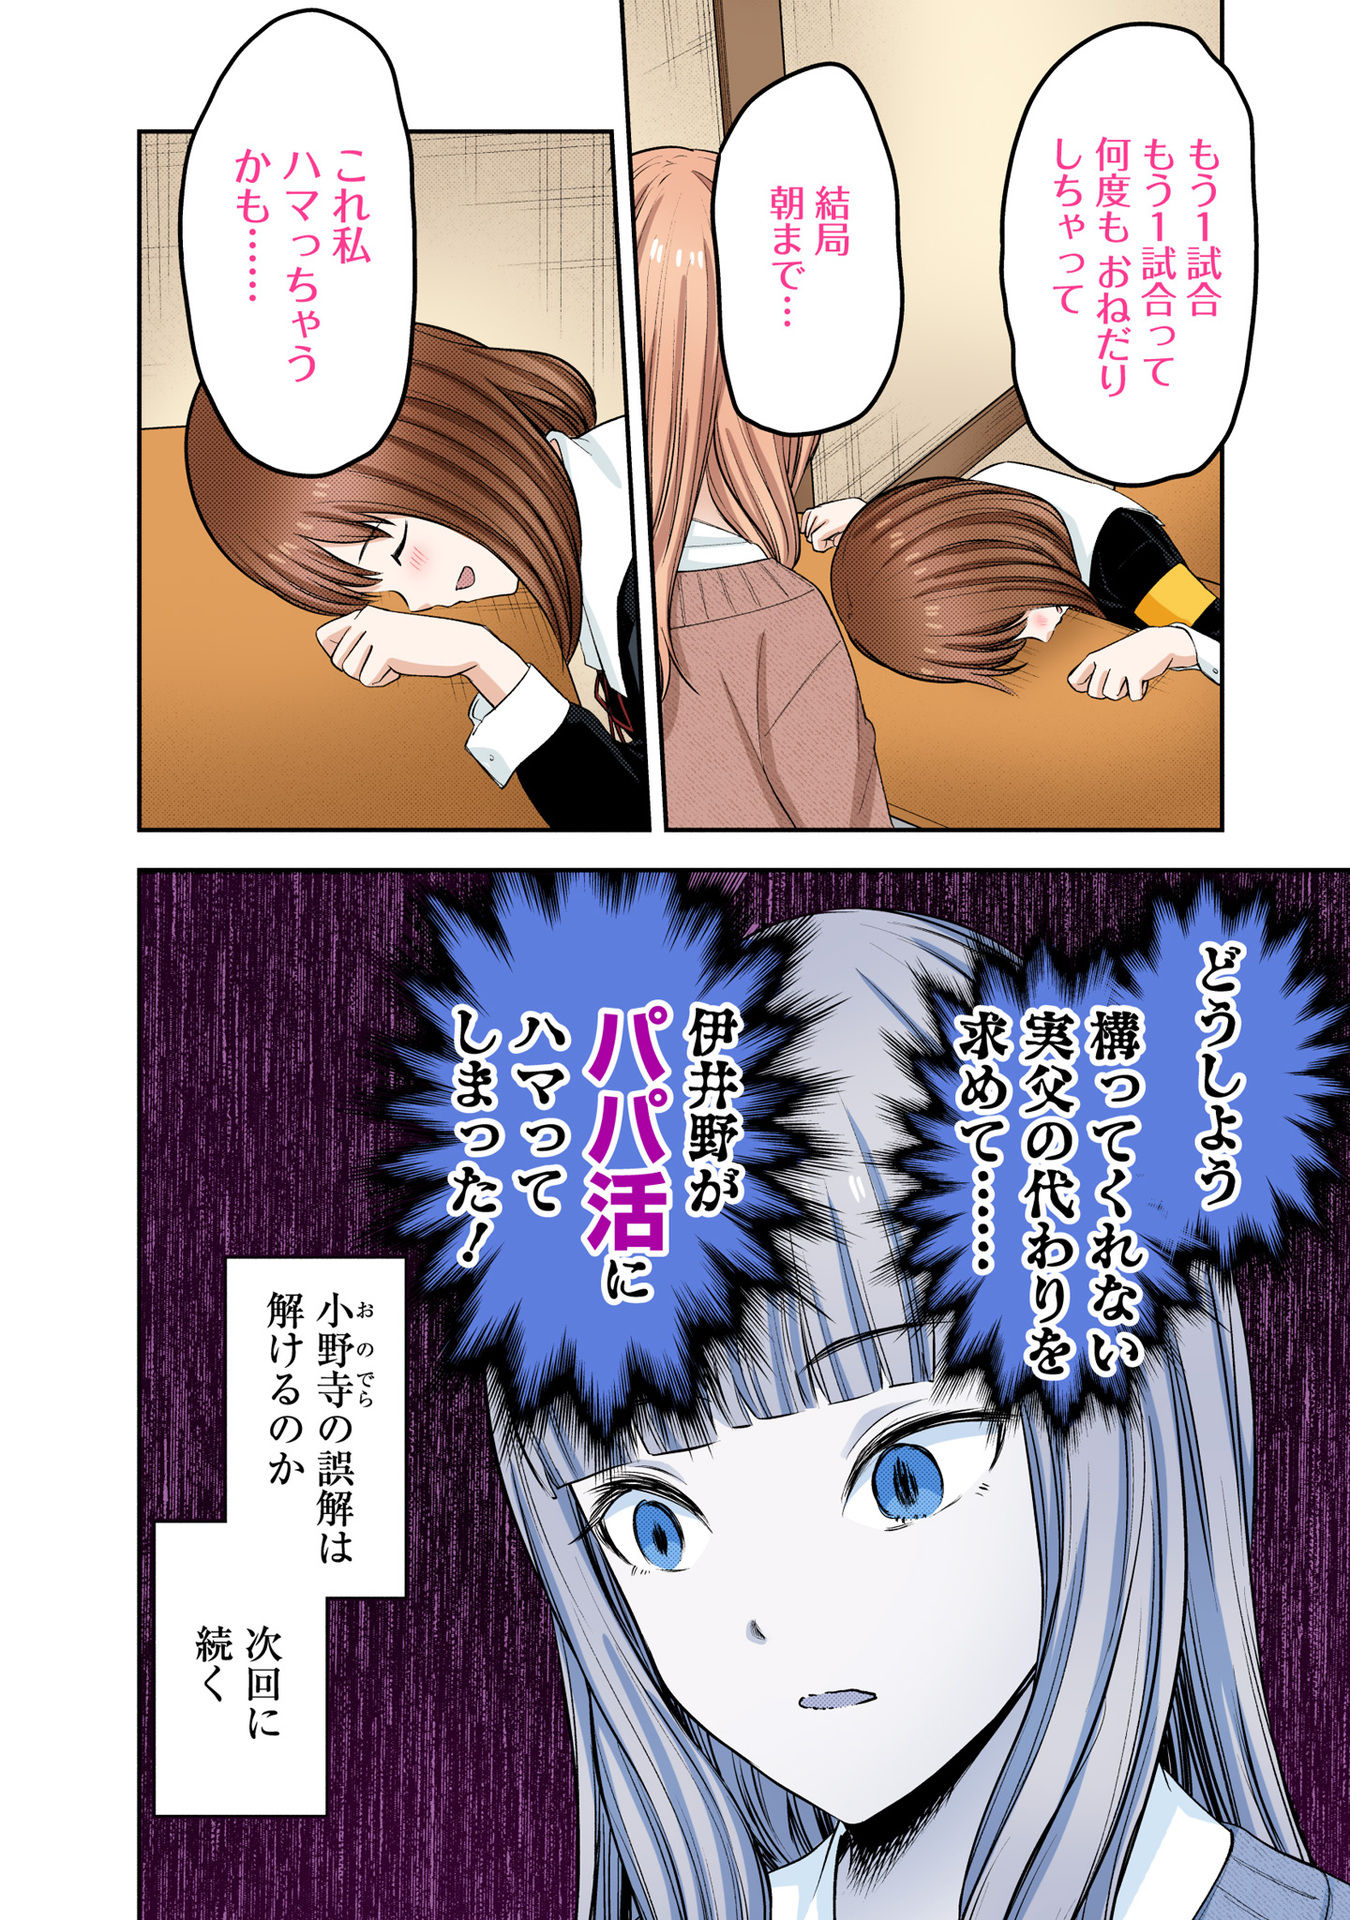 もう1試合
もう1試合って
何度もおねだり
しちゃって
結局
朝まで…
これ私
ハマっちゃう
かも……
どうしよう
構ってくれない
実父の代わりを
求めて……
伊井野が
パパ活に
ハマって
しまった！
小野寺の誤解は
おのでら
解けるのか
次回に
続く